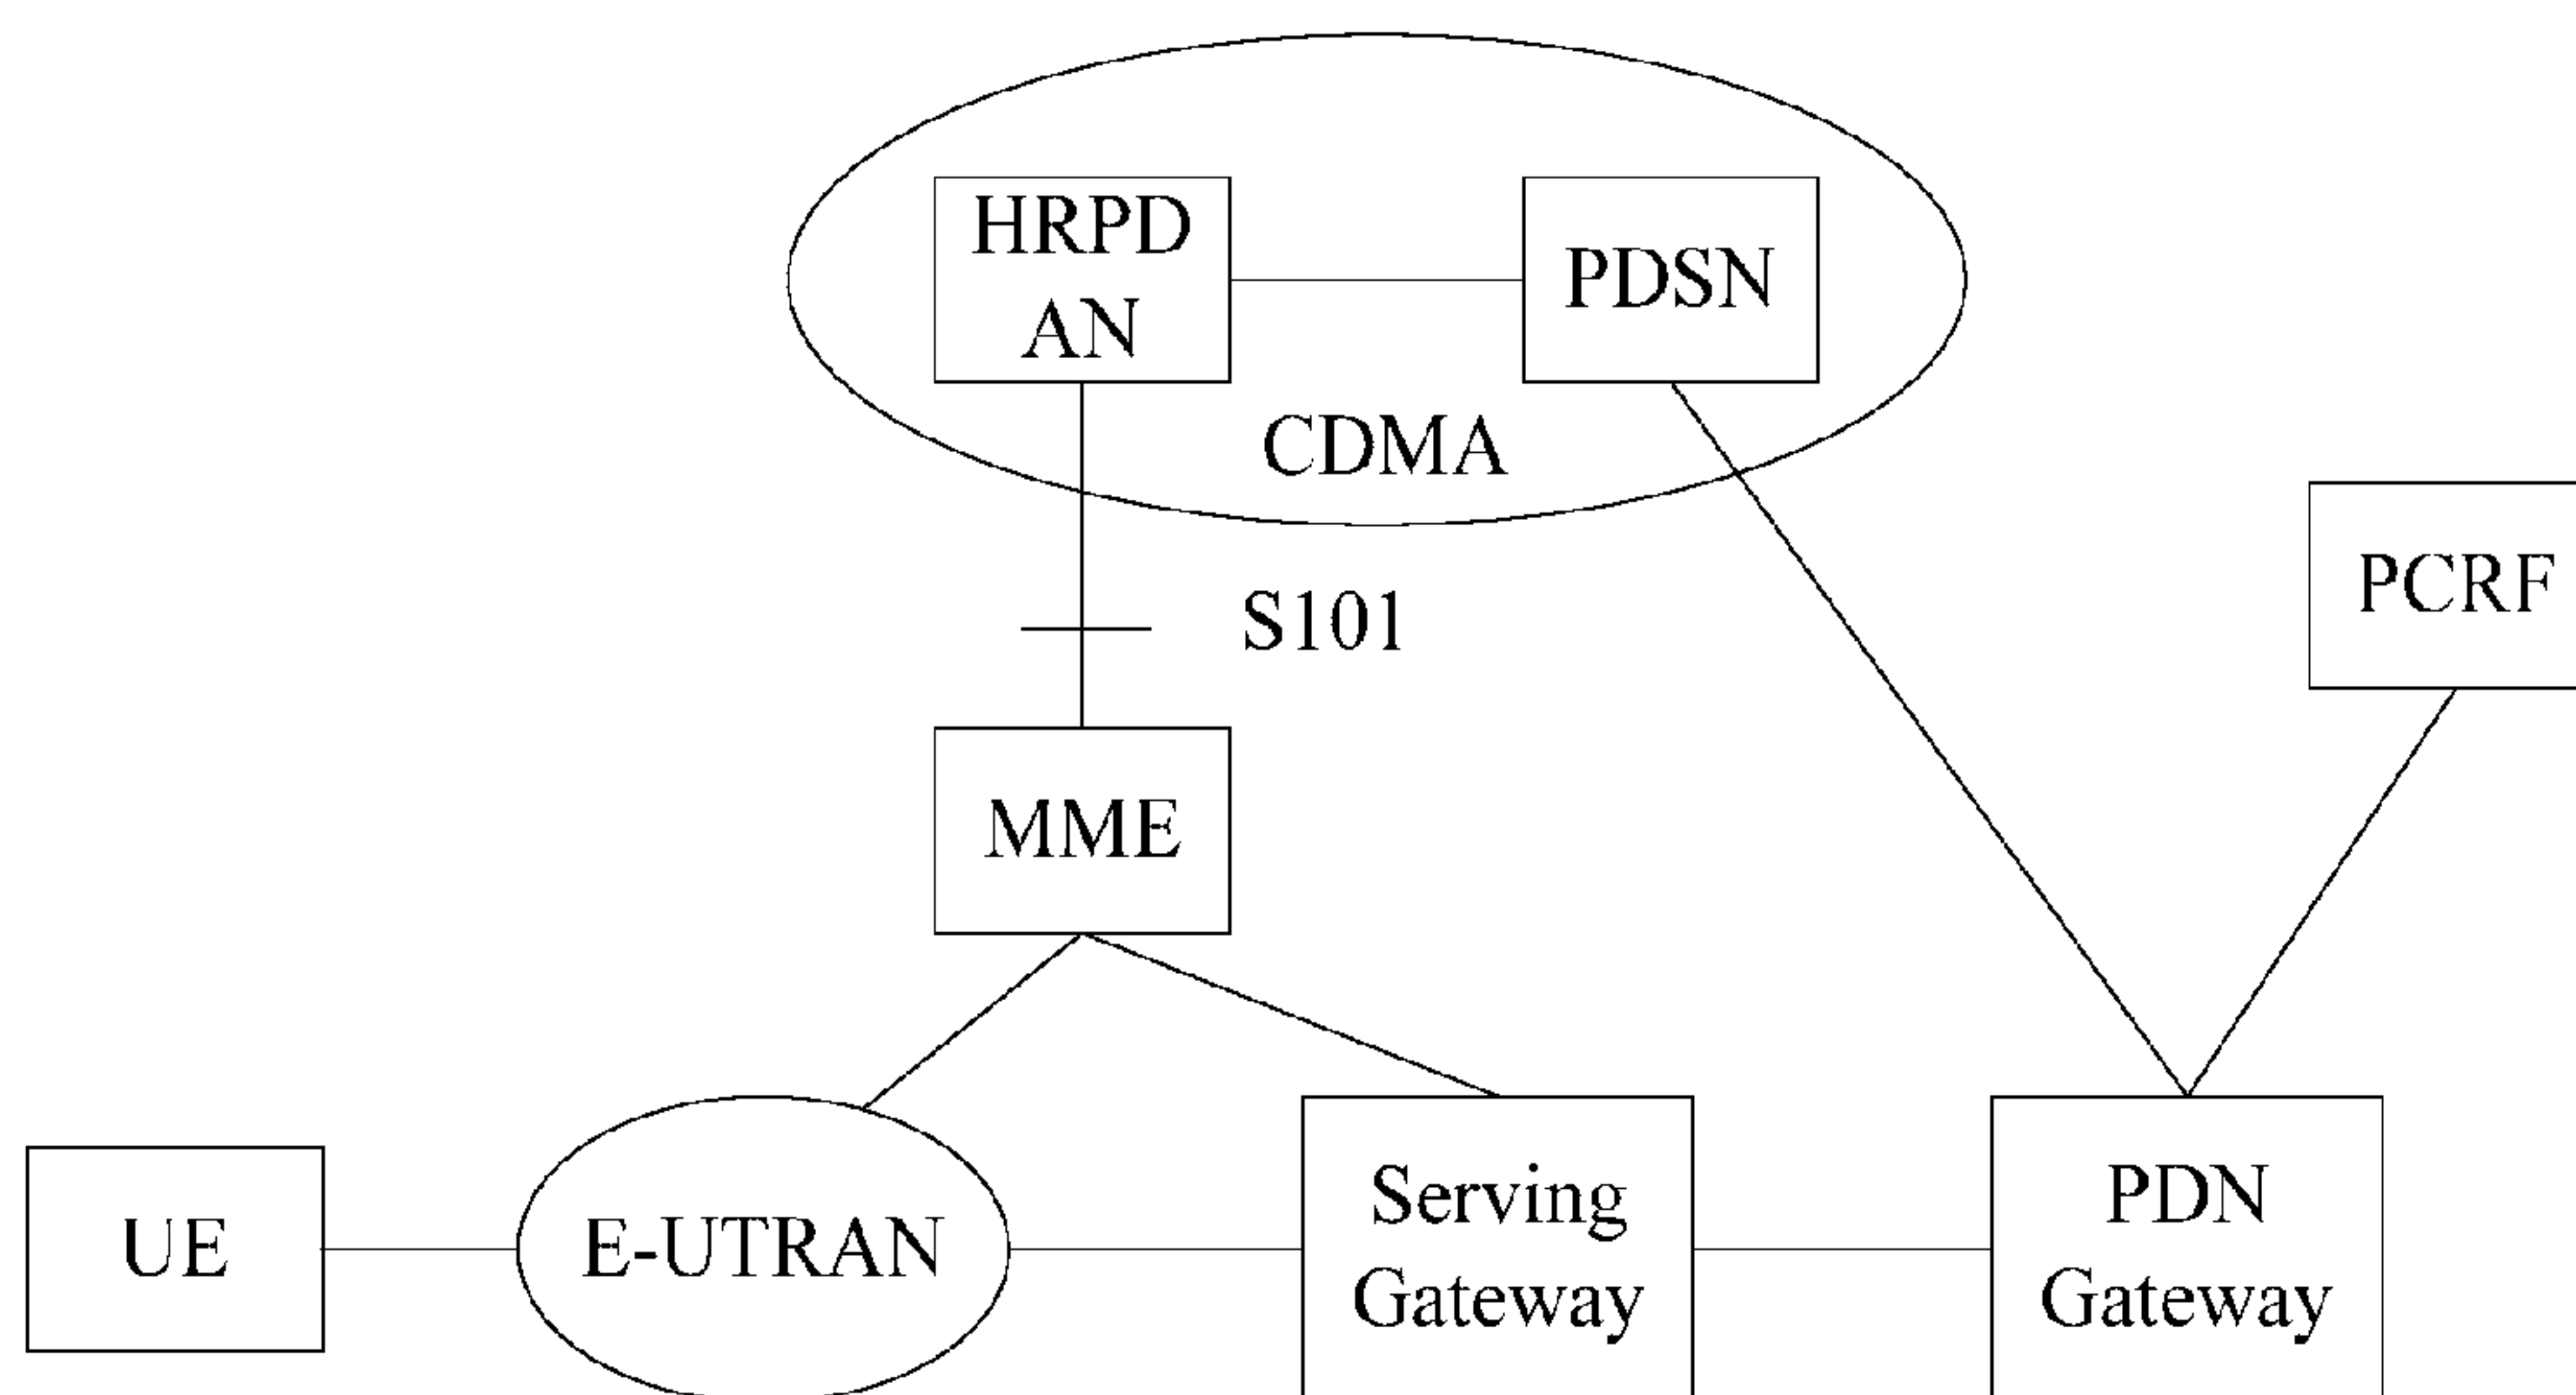 HRPD
AN
PDSN
CDMA
S101
PCRF
MME
UE
E-UTRAN
Serving
Gateway
PDN
Gateway